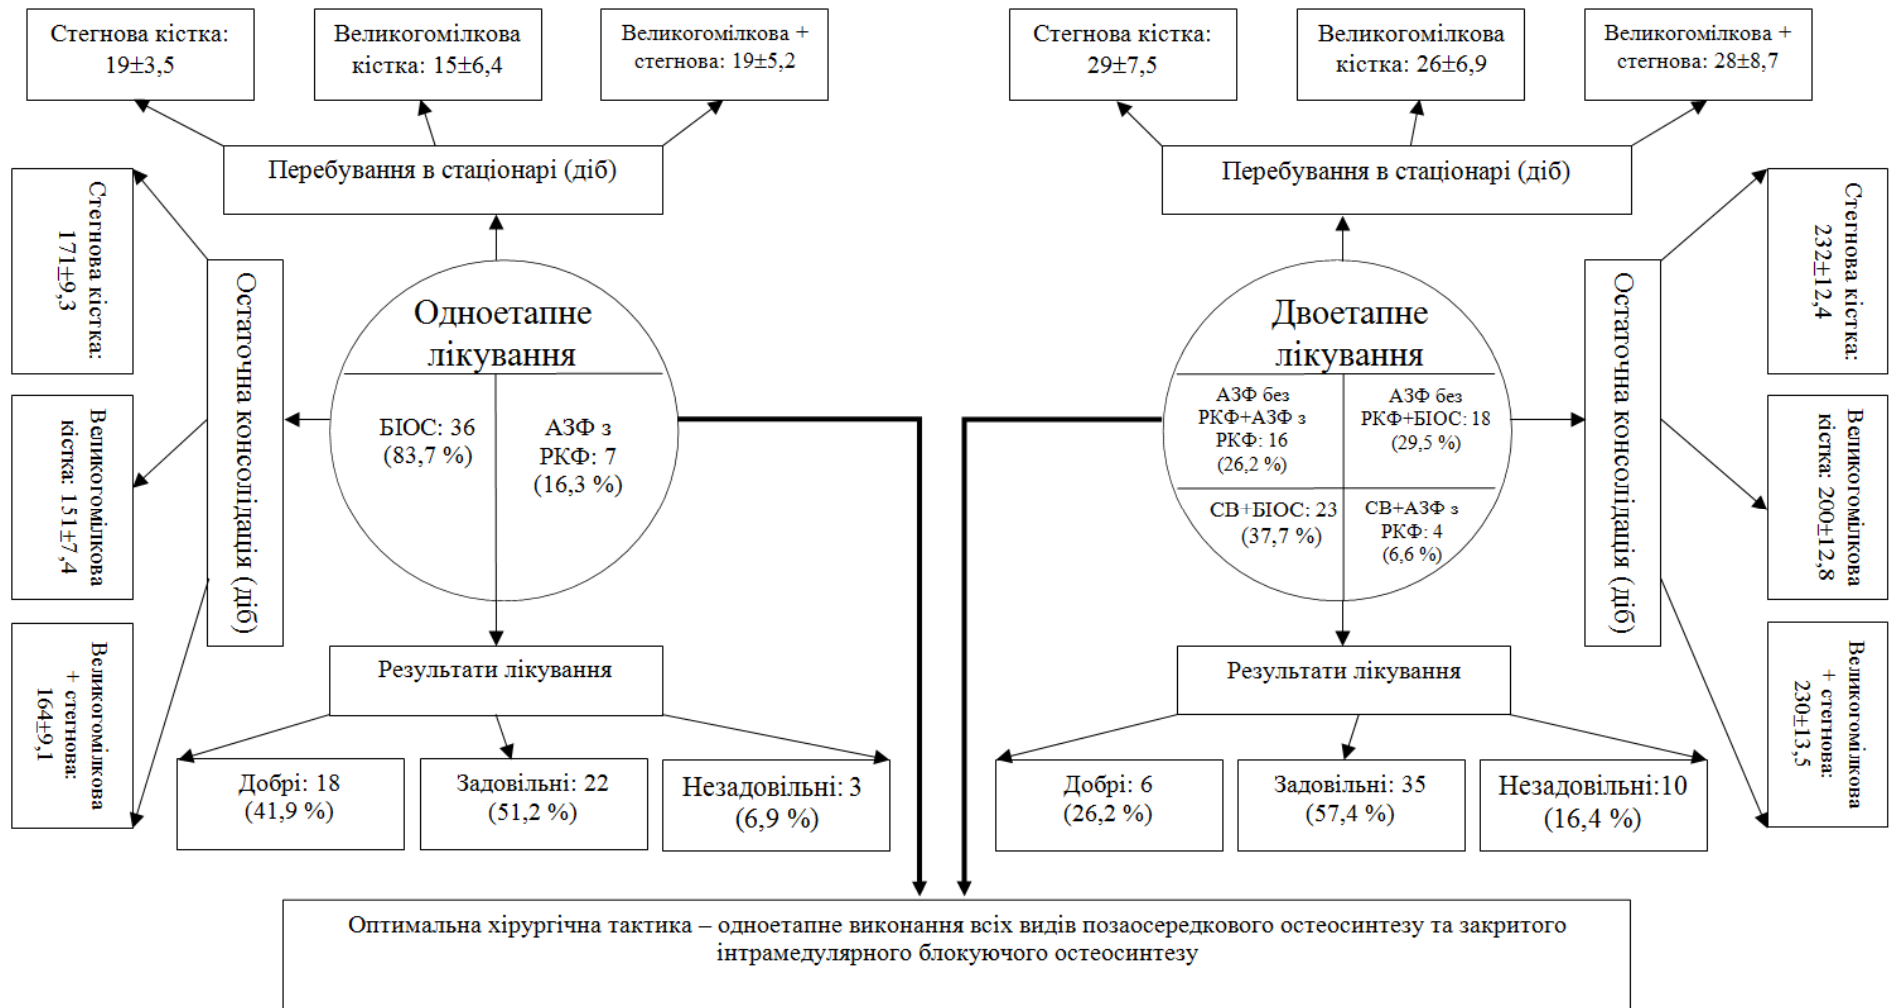 Стегнова кістка:
19±3,5
Великогомілкова
кістка: 15±6,4
Великогомілкова +
стегнова: 19±5,2
Перебування в стаціонарі (діб)
Стегнова кістка:
171±9,3
Великогомілкова
кістка: 151±7,4
Великогомілкова
+ стегнова:
164±9,1
Остаточна консолідація (діб)
Одноетапне
лікування
БІОС: 36
(83,7 %)
АЗФ з
РКФ: 7
(16,3 %)
Результати лікування
Добрі: 18
(41,9 %)
Задовільні: 22
(51,2 %)
Незадовільні: 3
(6,9 %)
Стегнова кістка:
29±7,5
Великогомілкова
кістка: 26±6,9
Великогомілкова +
стегнова: 28±8,7
Перебування в стаціонарі (діб)
Двоетапне
лікування
АЗФ без
РКФ+АЗФ з
РКФ: 16
(26,2 %)
АЗФ без
РКФ+БІОС: 18
(29,5 %)
СВ+БІОС: 23
(37,7 %)
СВ+АЗФ з
РКФ: 4
(6,6 %)
Остаточна консолідація (діб)
Стегнова кістка:
232±12,4
Великогомілкова
кістка: 200±12,8
Великогомілкова
+ стегнова:
230±13,5
Результати лікування
Добрі: 6
(26,2 %)
Задовільні: 35
(57,4 %)
Незадовільні:10
(16,4 %)
Оптимальна хірургічна тактика – одноетапне виконання всіх видів позаосередкового остеосинтезу та закритого
інтрамедулярного блокуючого остеосинтезу